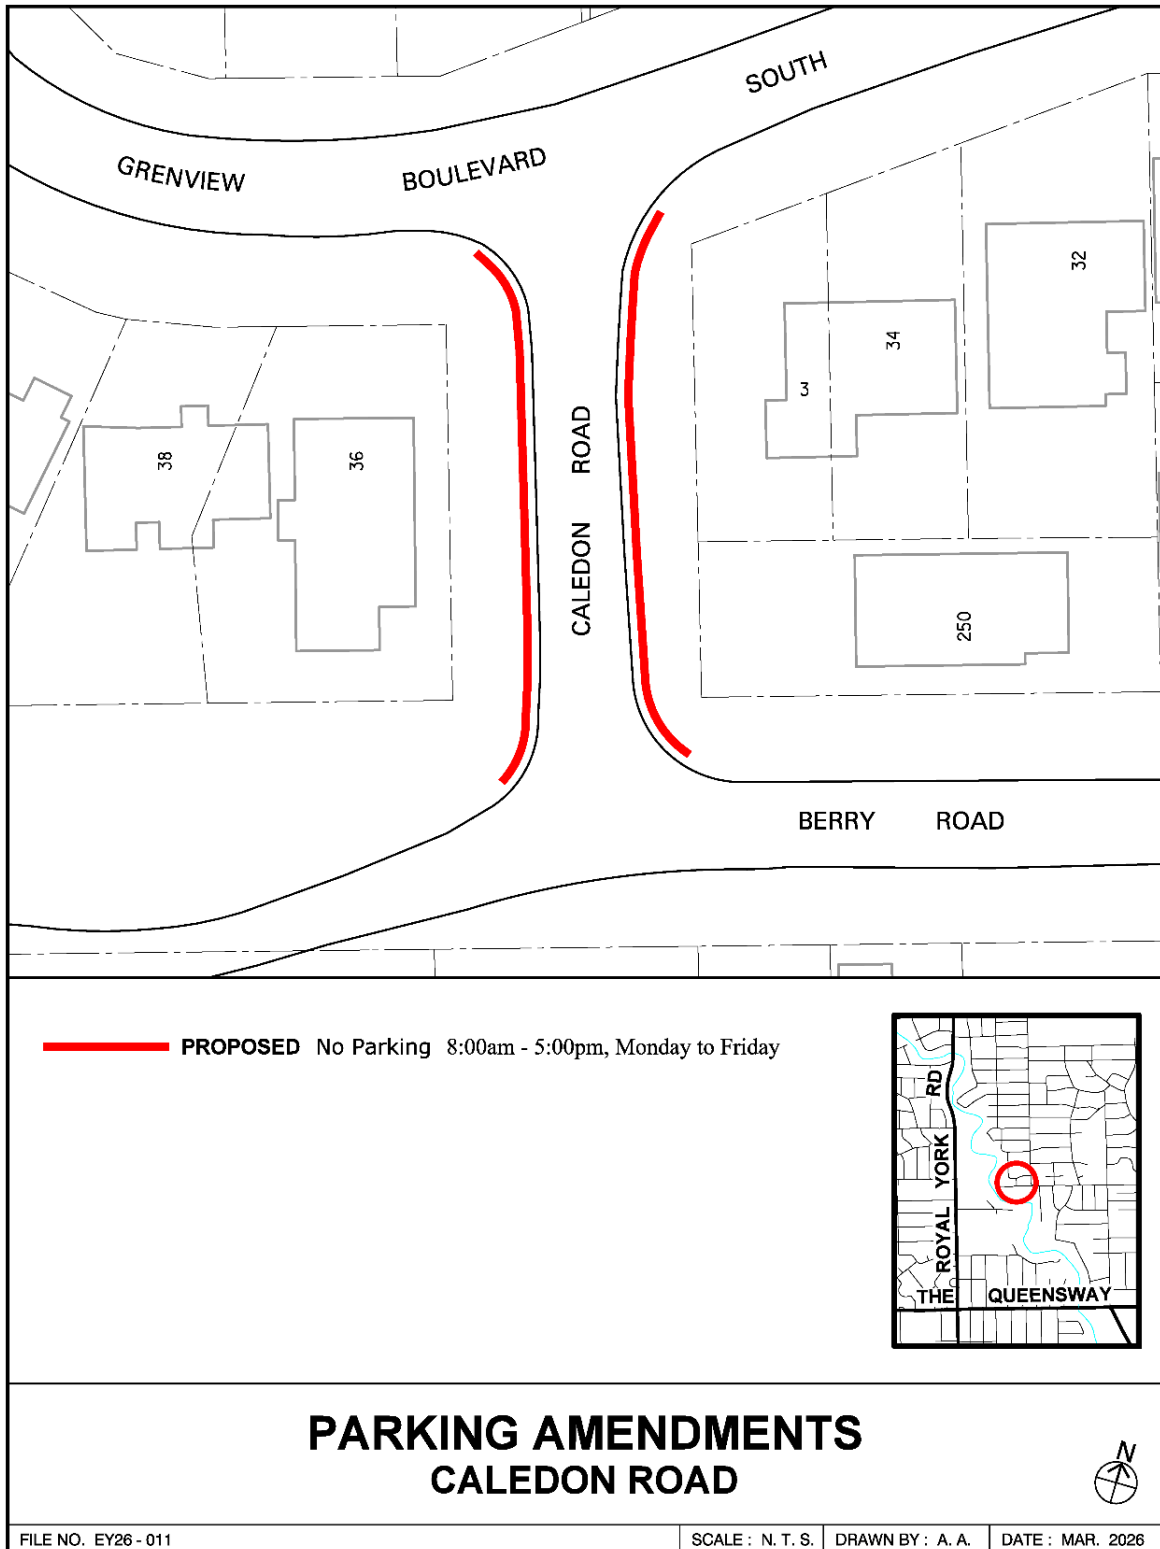 SOUTH
GRENVIEW BOULEVARD
32
34
3
38
36
CALEDON ROAD
250
BERRY ROAD
PROPOSED No Parking 8:00am - 5:00pm, Monday to Friday
ROYAL YORK RD
THE QUEENSWAY
PARKING AMENDMENTS
CALEDON ROAD
N
FILE NO. EY26 - 011
SCALE : N. T. S.
DRAWN BY : A. A.
DATE : MAR. 2026